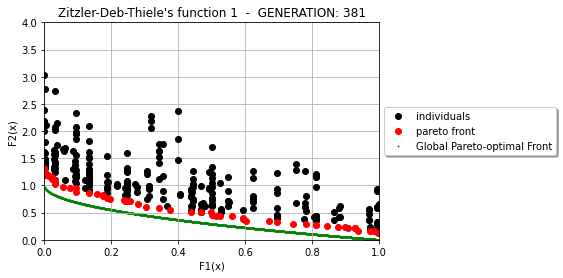 Zitzler-Deb-Thiele's function 1 - GENERATION: 381
4.0
3.5
3.0
2.5
2.0
1.5
1.0
0.5
0.0
F2(x)
0.0 0.2 0.4 0.6 0.8 1.0
F1(x)
individuals
pareto front
Global Pareto-optimal Front